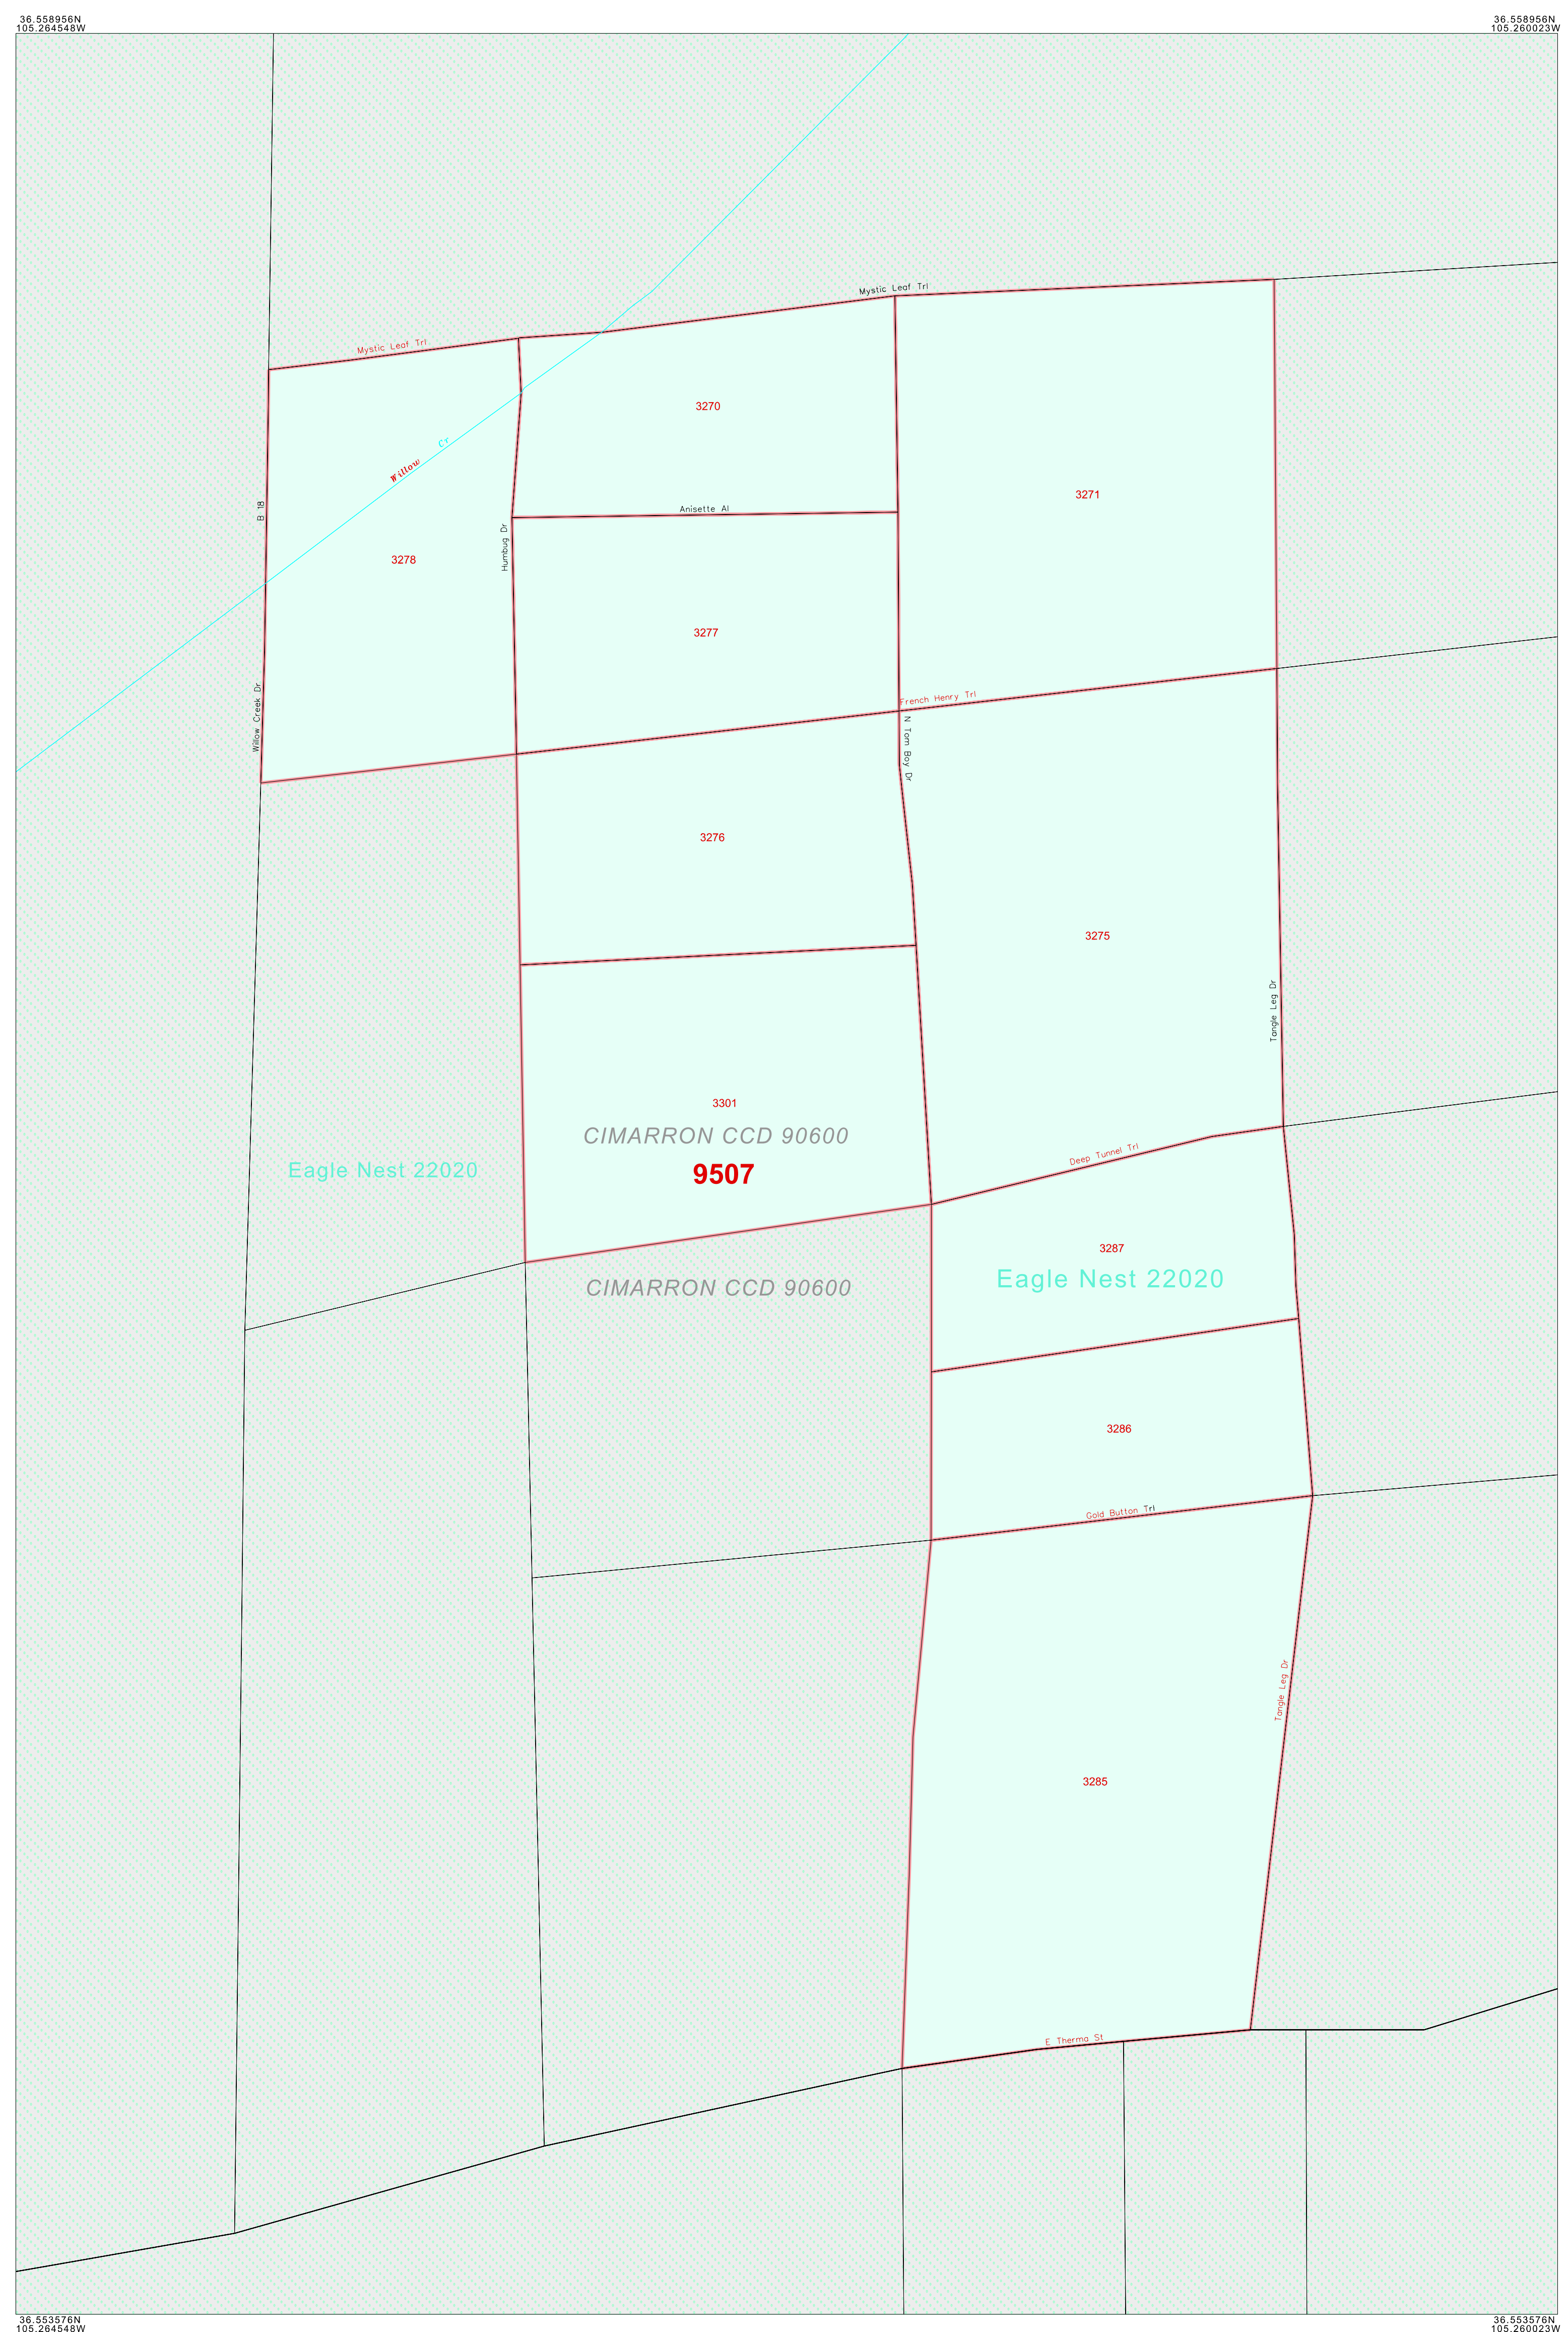 36.558956N
105.264548W
36.558956N
105.260023W
Mystic Leaf Trl
Mystic Leaf Trl
3270
Willow Cr
3271
B 18
Anisette Al
Humbug Dr
3278
3277
Willow Creek Dr
French Henry Trl
N Tom Boy Dr
3276
3275
Tangle Leg Dr
3301
CIMARRON CCD 90600
Eagle Nest 22020
9507
Deep Tunnel Trl
3287
Eagle Nest 22020
CIMARRON CCD 90600
3286
Gold Button Trl
Tangle Leg Dr
3285
E Therma St
36.553576N
105.264548W
36.553576N
105.260023W